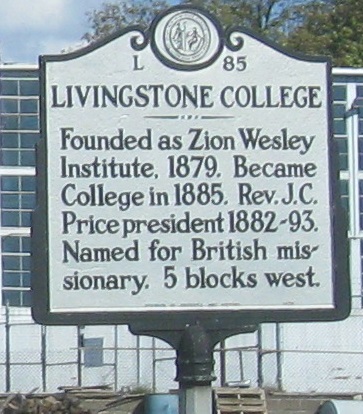 L 85
LIVINGSTONE COLLEGE
Founded as Zion Wesley
Institute, 1879. Became
College in 1885. Rev. J.C.
Price president 1882-93.
Named for British mis-
sionary. 5 blocks west.